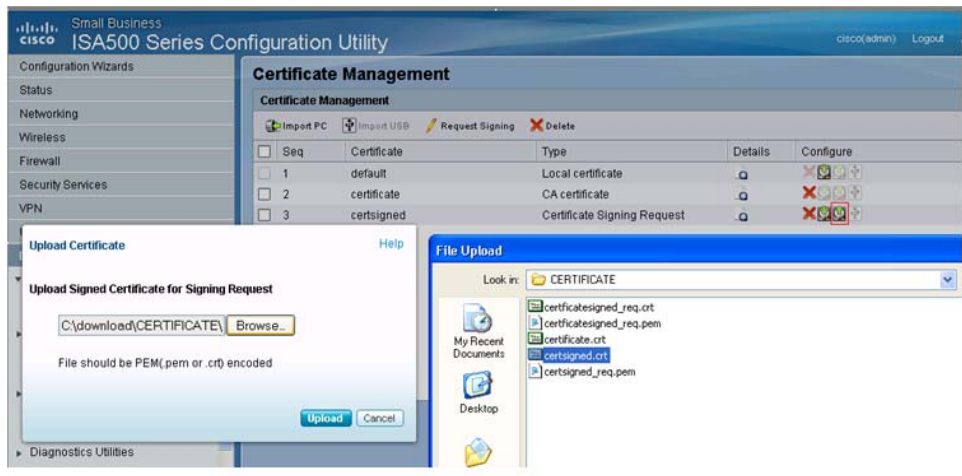 Small Business
CISCO ISA500 Series Configuration Utility
cisco(admin) Logout
Configuration Wizards
Status
Networking
Wireless
Firewall
Security Services
VPN
Certificate Management
Certificate Management
Import PC Import USB Request Signing Delete
Seq Certificate Type Details Configure
1 default Local certificate
2 certificate CA certificate
3 certsigned Certificate Signing Request
Upload Certificate Help
Upload Signed Certificate for Signing Request
C:\download\CERTIFICATE\ Browse...
File should be PEM(.pem or .crt) encoded
Upload Cancel
Diagnostics Utilities
File Upload
Look in: CERTIFICATE
My Recent Documents
Desktop
certficatesigned_req.crt
certficatesigned_req.pem
certificate.crt
certsigned.crt
certsigned_req.pem